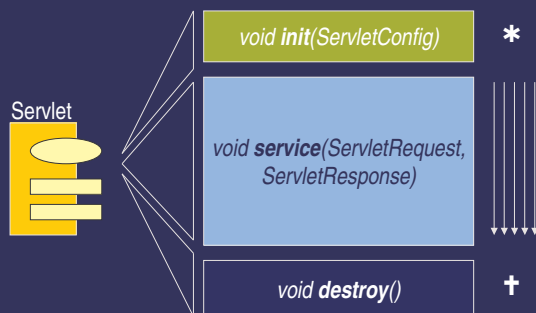 void init(ServletConfig)
*
Servlet
void service(ServletRequest,
ServletResponse)
void destroy()
✝